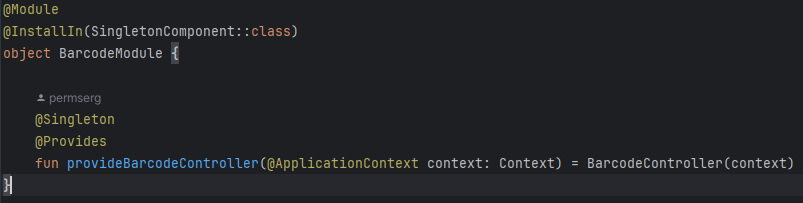 @Module
@InstallIn(SingletonComponent::class)
object BarcodeModule {
permserg
@Singleton
@Provides
fun provideBarcodeController(@ApplicationContext context: Context) = BarcodeController(context)
}